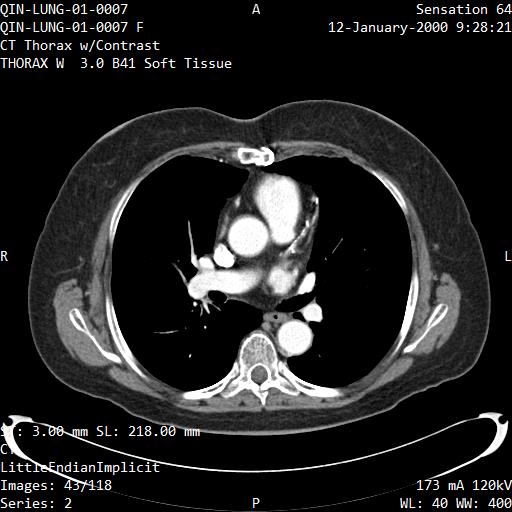 QIN-LUNG-01-0007
QIN-LUNG-01-0007 F
CT Thorax w/Contrast
THORAX W 3.0 B41 Soft Tissue
A
Sensation 64
12-January-2000 9:28:21
R
L
3.00 mm SL: 218.00 mm
LittleEndianImplicit
Images: 43/118
Series: 2
P
173 mA 120kV
WL: 40 WW: 400